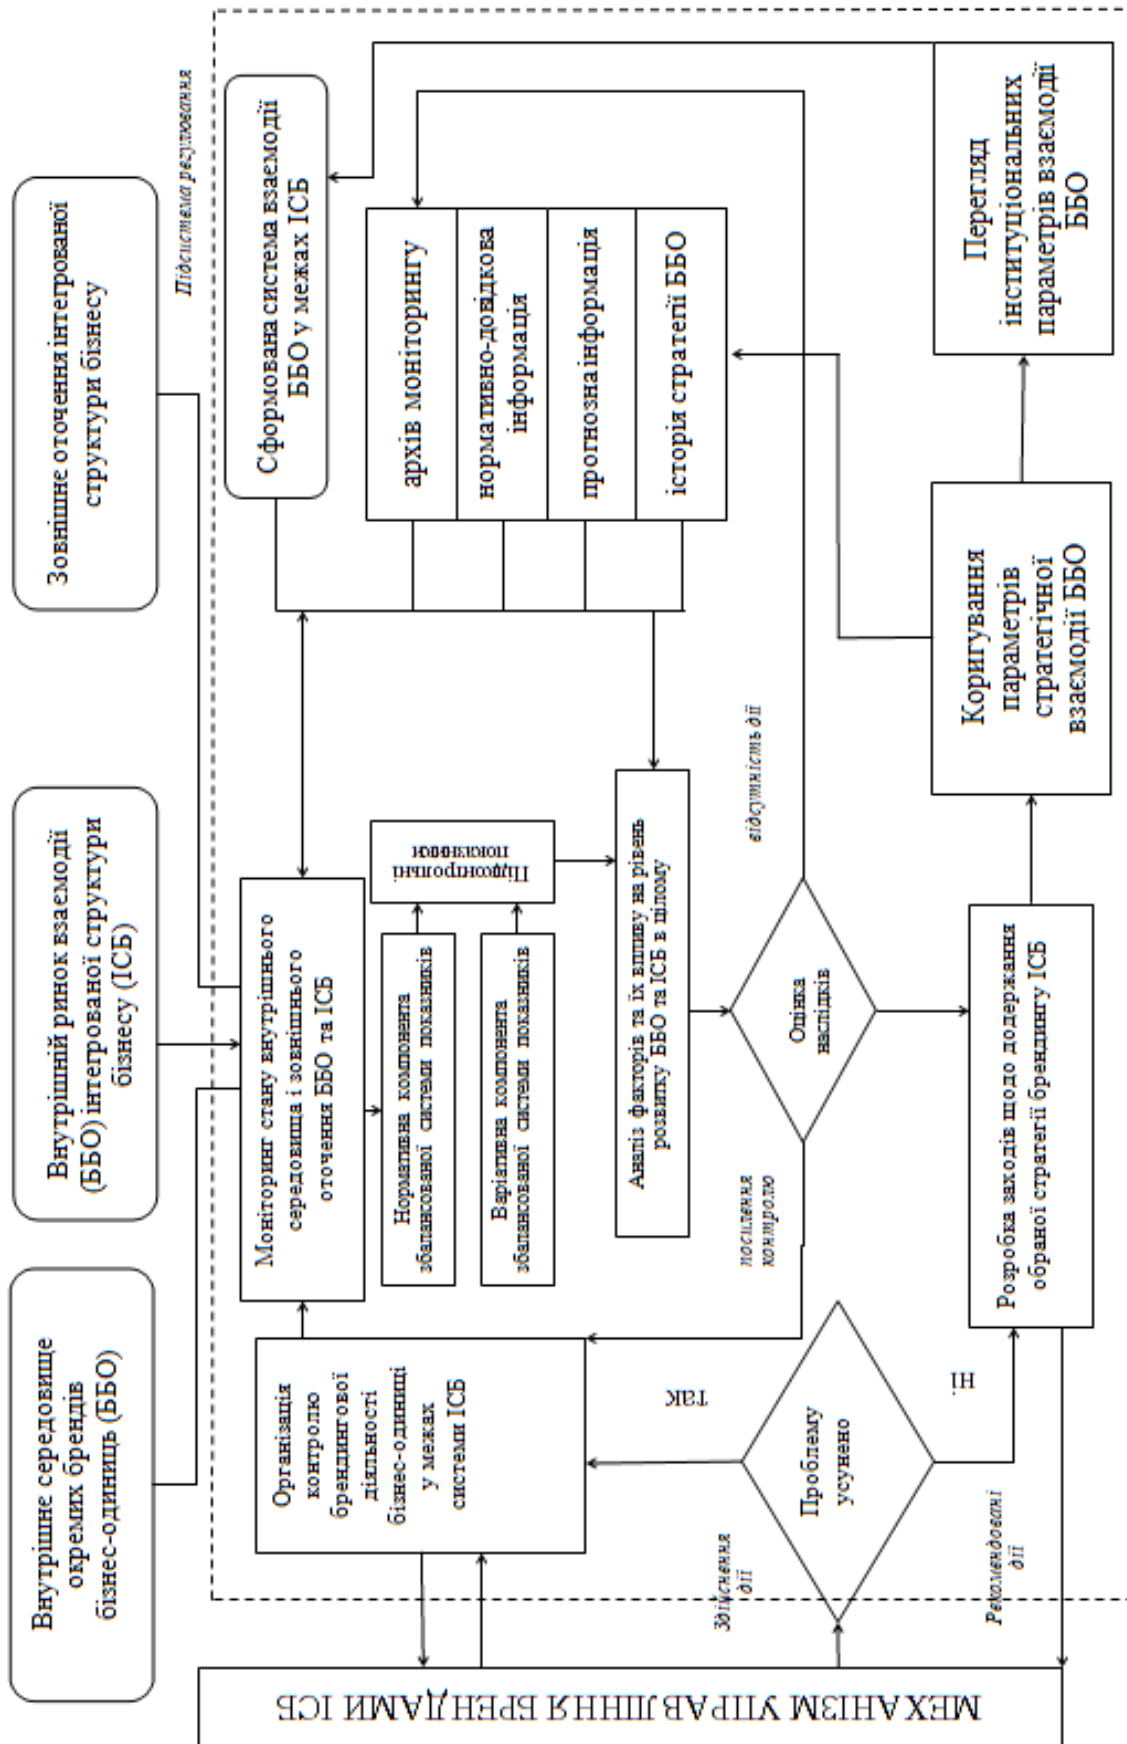 Внутрішнє середовище
окремих брендів
бізнес-одиниць (ББО)
Внутрішній ринок взаємодії
(ББО) інтегрованої структури
бізнесу (ІСБ)
Зовнішнє оточення інтегрованої
структури бізнесу
Підсистема регулювання
МЕХАНІЗМ УПРАВЛІННЯ БРЕНДАМИ ІСБ
Організація
контролю
брендингової
діяльності
бізнес-одиниці
у межах
системи ІСБ
Моніторинг стану внутрішнього
середовища і зовнішнього
оточення ББО та ІСБ
Сформована система взаємодії
ББО у межах ІСБ
Нормативна компонента
збалансованої системи показників
Варіативна компонента
збалансованої системи показників
Підконтрольні
показники
архів моніторингу
нормативно-довідкова
інформація
прогнозна інформація
історія стратегії ББО
Аналіз факторів та їх впливу на рівень
розвитку ББО та ІСБ в цілому
посилення
контролю
Оцінка
наслідків
відсутність дії
Здійснення
дії
Проблему
усунено
так
ні
Рекомендовані
дії
Розробка заходів щодо додержання
обраної стратегії брендингу ІСБ
Коригування
параметрів
стратегічної
взаємодії ББО
Перегляд
інституціональних
параметрів взаємодії
ББО